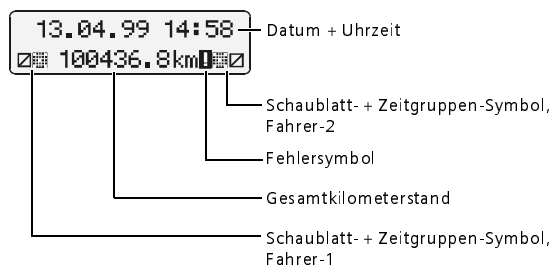 13.04.99 14:58
100436.8km!
Datum + Uhrzeit
Schaublatt- + Zeitgruppen-Symbol,
Fahrer-2
Fehlersymbol
Gesamtkilometerstand
Schaublatt- + Zeitgruppen-Symbol,
Fahrer-1